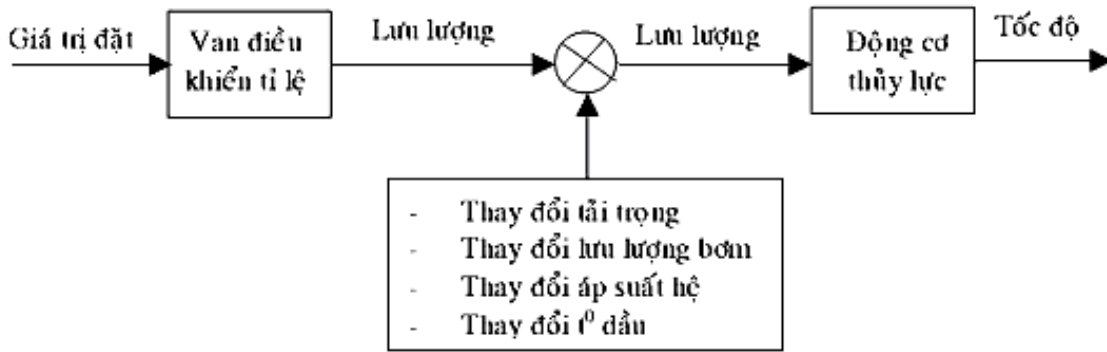 Giá trị đặt
Van điều
khiển tỉ lệ
Lưu lượng
Lưu lượng
Động cơ
thủy lực
Tốc độ
- Thay đổi tải trọng
- Thay đổi lưu lượng bơm
- Thay đổi áp suất hệ
- Thay đổi t⁰ dầu